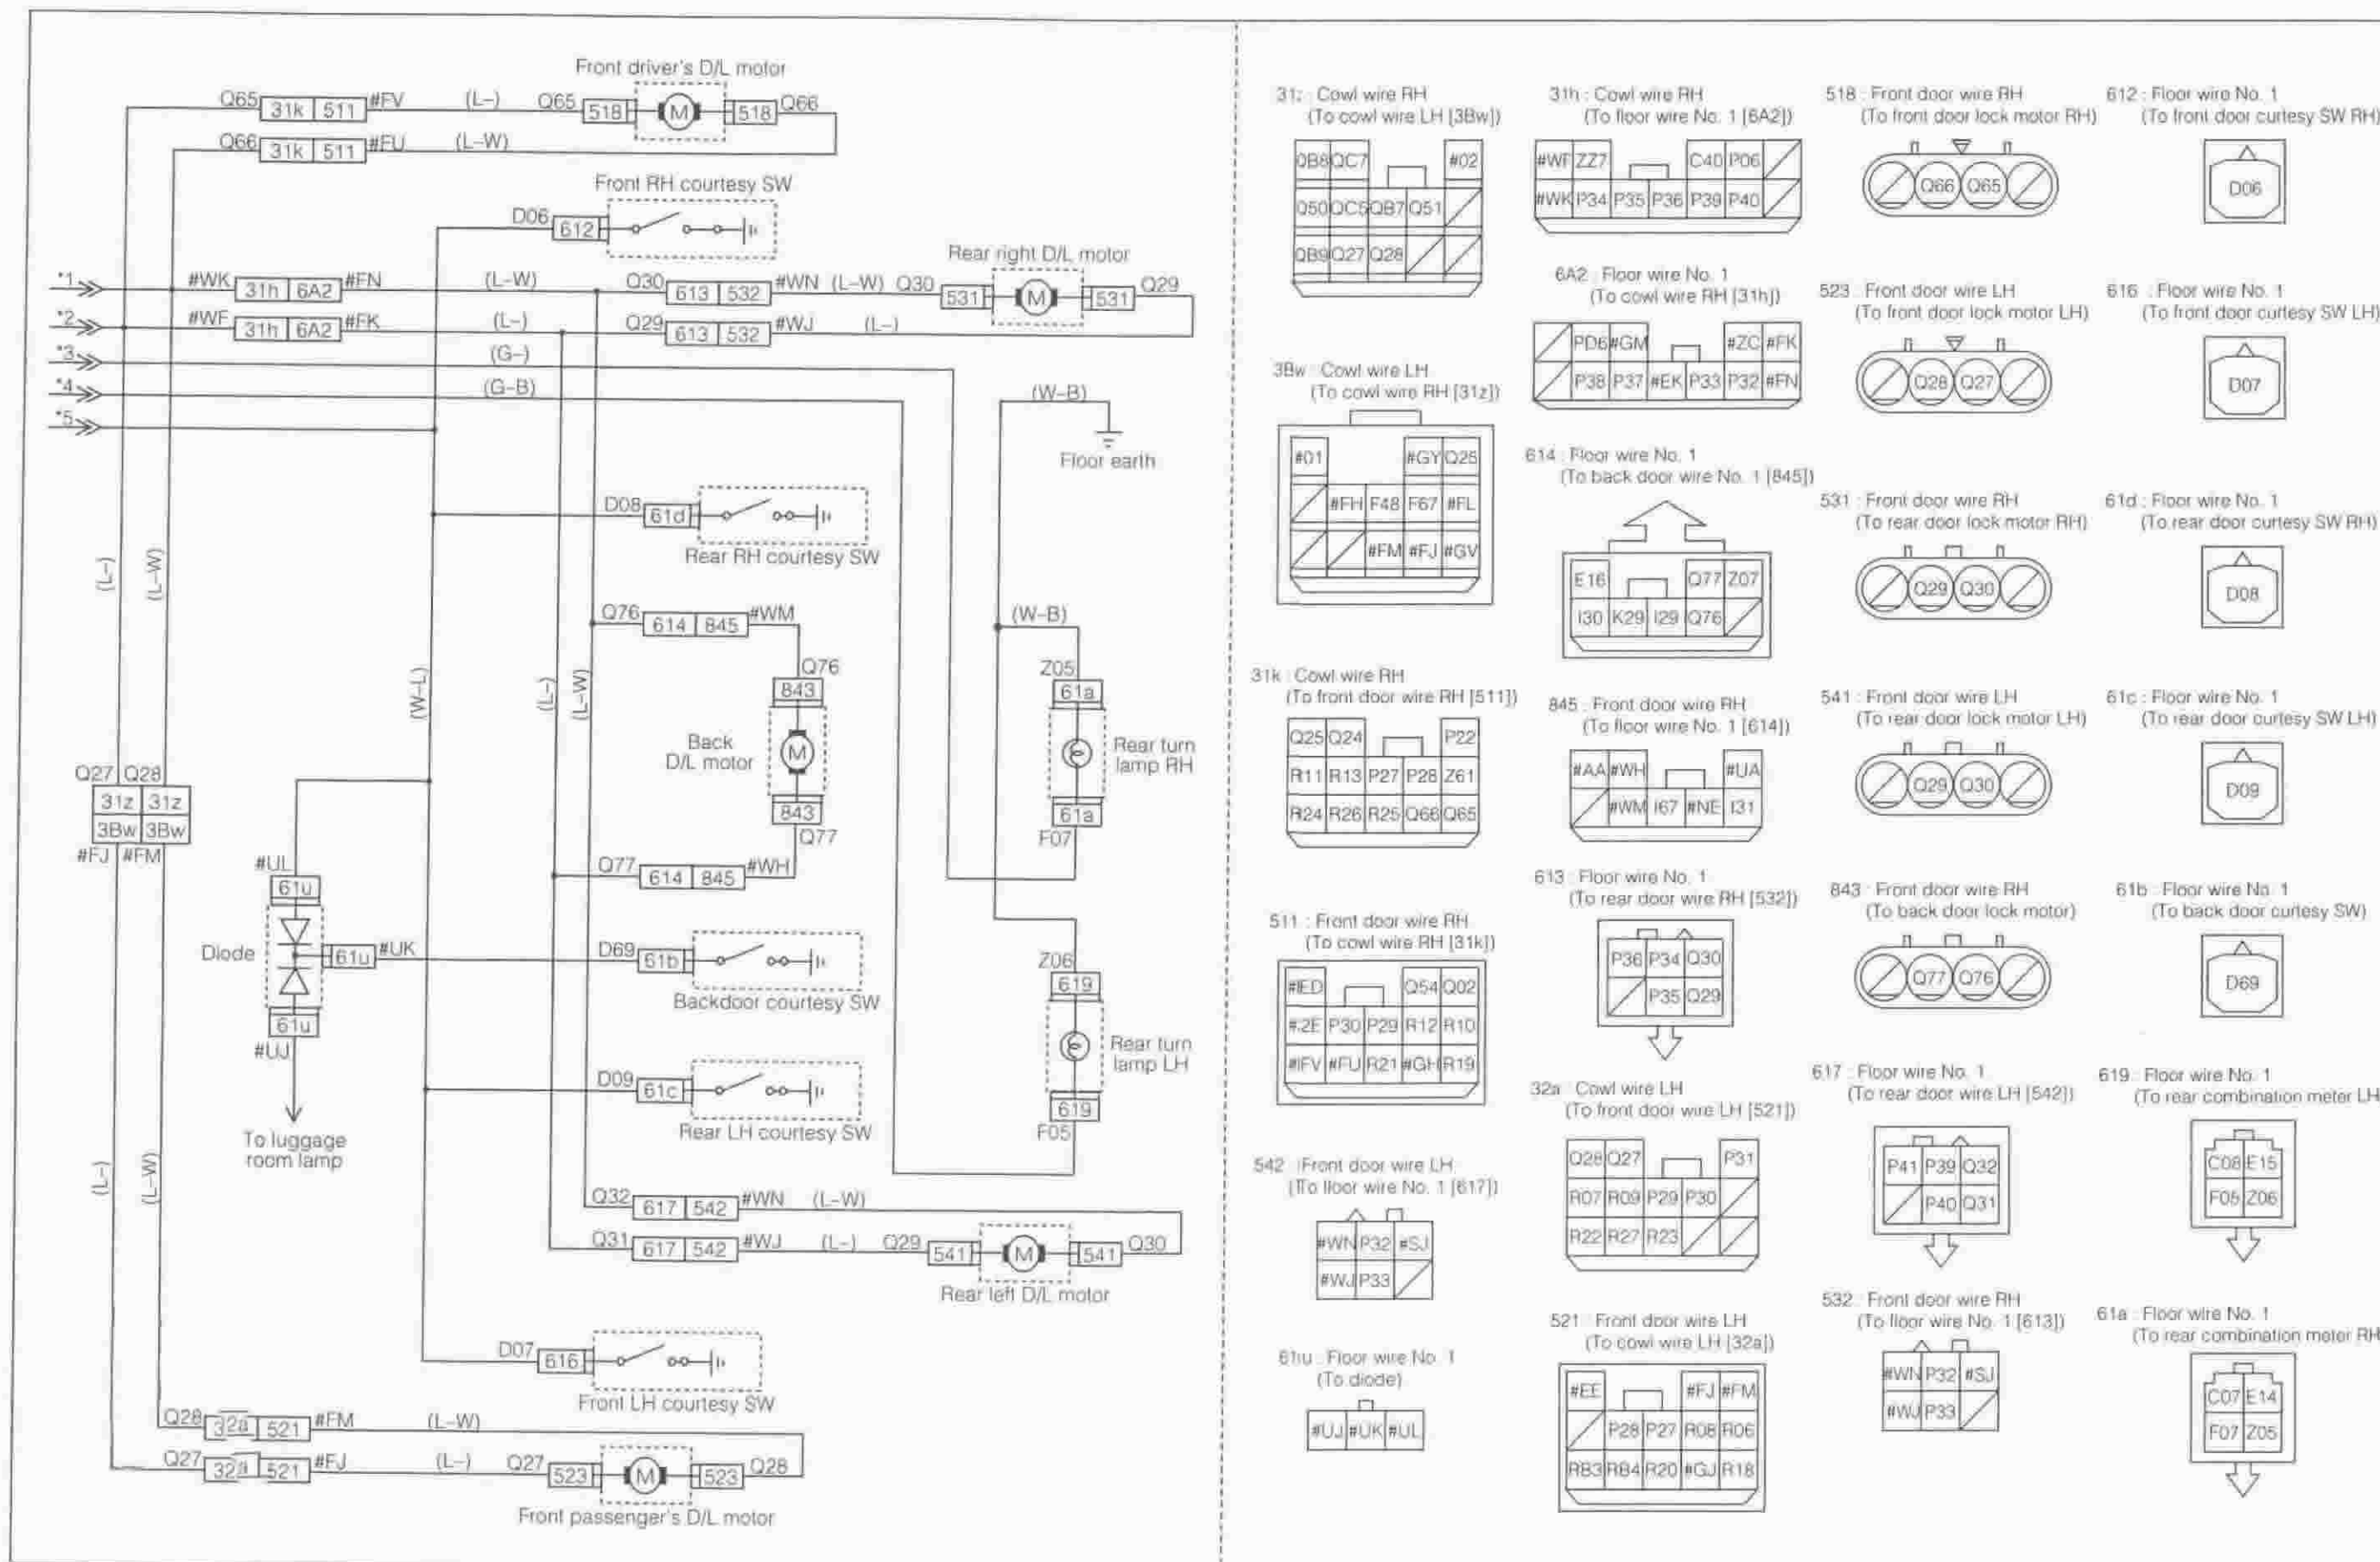 Front driver's D/L motor
Q65 31k 511 #FV (L–) Q65 518 M 518 Q66
Q66 31k 511 #FU (L–W)
Front RH courtesy SW
D06 612
Rear right D/L motor
*1 #WK 31h 6A2 #FN (L–W) Q30 613 532 #WN (L–W) Q30 531 M 531 Q29
*2 #WF 31h 6A2 #FK (L–) Q29 613 532 #WJ (L–)
*3 (G–)
*4 (G–B)
*5
(W–B)
Floor earth
D08 61d
Rear RH courtesy SW
(L–) (L–W)
(W–B)
Q76 614 845 #WM
(W–L) (L–) (L–W)
Q76
843
Back
D/L motor
M
843
Q77
Q77 614 845 #WH
Z05
61a
Rear turn
lamp RH
61a
F07
Q27 Q28
31z 31z
3Bw 3Bw
#FJ #FM
#UL
61u
Diode
61u #UK
61u
#UJ
To luggage
room lamp
D69 61b
Backdoor courtesy SW
Z06
619
Rear turn
lamp LH
619
F05
D09 61c
Rear LH courtesy SW
(L–) (L–W)
Q32 617 542 #WN (L–W)
Q31 617 542 #WJ (L–) Q29 541 M 541 Q30
Rear left D/L motor
D07 616
Front LH courtesy SW
Q28 32a 521 #FM (L–W)
Q27 32a 521 #FJ (L–) Q27 523 M 523 Q28
Front passenger's D/L motor
31z : Cowl wire RH
(To cowl wire LH [3Bw])
QB8 QC7 #02
Q50 QC5 QB7 Q51
QB9 Q27 Q28
3Bw : Cowl wire LH
(To cowl wire RH [31z])
#01 #GY Q26
#FH F48 F67 #FL
#FM #FJ #GV
31k : Cowl wire RH
(To front door wire RH [511])
Q25 Q24 P22
R11 R13 P27 P28 Z61
R24 R26 R25 Q66 Q65
511 : Front door wire RH
(To cowl wire RH [31k])
#IED Q54 Q02
#2E P30 P29 R12 R10
#IFV #FU R21 #GH R19
542 : Front door wire LH
(To floor wire No. 1 [617])
#WN P32 #SJ
#WJ P33
61u : Floor wire No. 1
(To diode)
#UJ #UK #UL
31h : Cowl wire RH
(To floor wire No. 1 [6A2])
#WF ZZ7 C40 P06
#WK P34 P35 P36 P39 P40
6A2 : Floor wire No. 1
(To cowl wire RH [31h])
PD6 #GM #ZC #FK
P38 P37 #EK P33 P32 #FN
614 : Floor wire No. 1
(To back door wire No. 1 [845])
E16 Q77 Z07
I30 K29 I29 Q76
845 : Front door wire RH
(To floor wire No. 1 [614])
#AA #WH #UA
#WM I67 #NE I31
613 : Floor wire No. 1
(To rear door wire RH [532])
P36 P34 Q30
P35 Q29
32a : Cowl wire LH
(To front door wire LH [521])
Q28 Q27 P31
R07 R09 P29 P30
R22 R27 R23
521 : Front door wire LH
(To cowl wire LH [32a])
#EE #FJ #FM
P28 P27 R08 R06
RB3 RB4 R20 #GJ R18
518 : Front door wire RH
(To front door lock motor RH)
Q66 Q65
523 : Front door wire LH
(To front door lock motor LH)
Q28 Q27
531 : Front door wire RH
(To rear door lock motor RH)
Q29 Q30
541 : Front door wire LH
(To rear door lock motor LH)
Q29 Q30
843 : Front door wire RH
(To back door lock motor)
Q77 Q76
617 : Floor wire No. 1
(To rear door wire LH [542])
P41 P39 Q32
P40 Q31
532 : Front door wire RH
(To floor wire No. 1 [613])
#WN P32 #SJ
#WJ P33
612 : Floor wire No. 1
(To front door curtesy SW RH)
D06
616 : Floor wire No. 1
(To front door curtesy SW LH)
D07
61d : Floor wire No. 1
(To rear door curtesy SW RH)
D08
61c : Floor wire No. 1
(To rear door curtesy SW LH)
D09
61b : Floor wire No. 1
(To back door curtesy SW)
D69
619 : Floor wire No. 1
(To rear combination meter LH
C08 E15
F05 Z06
61a : Floor wire No. 1
(To rear combination meter RH
C07 E14
F07 Z05